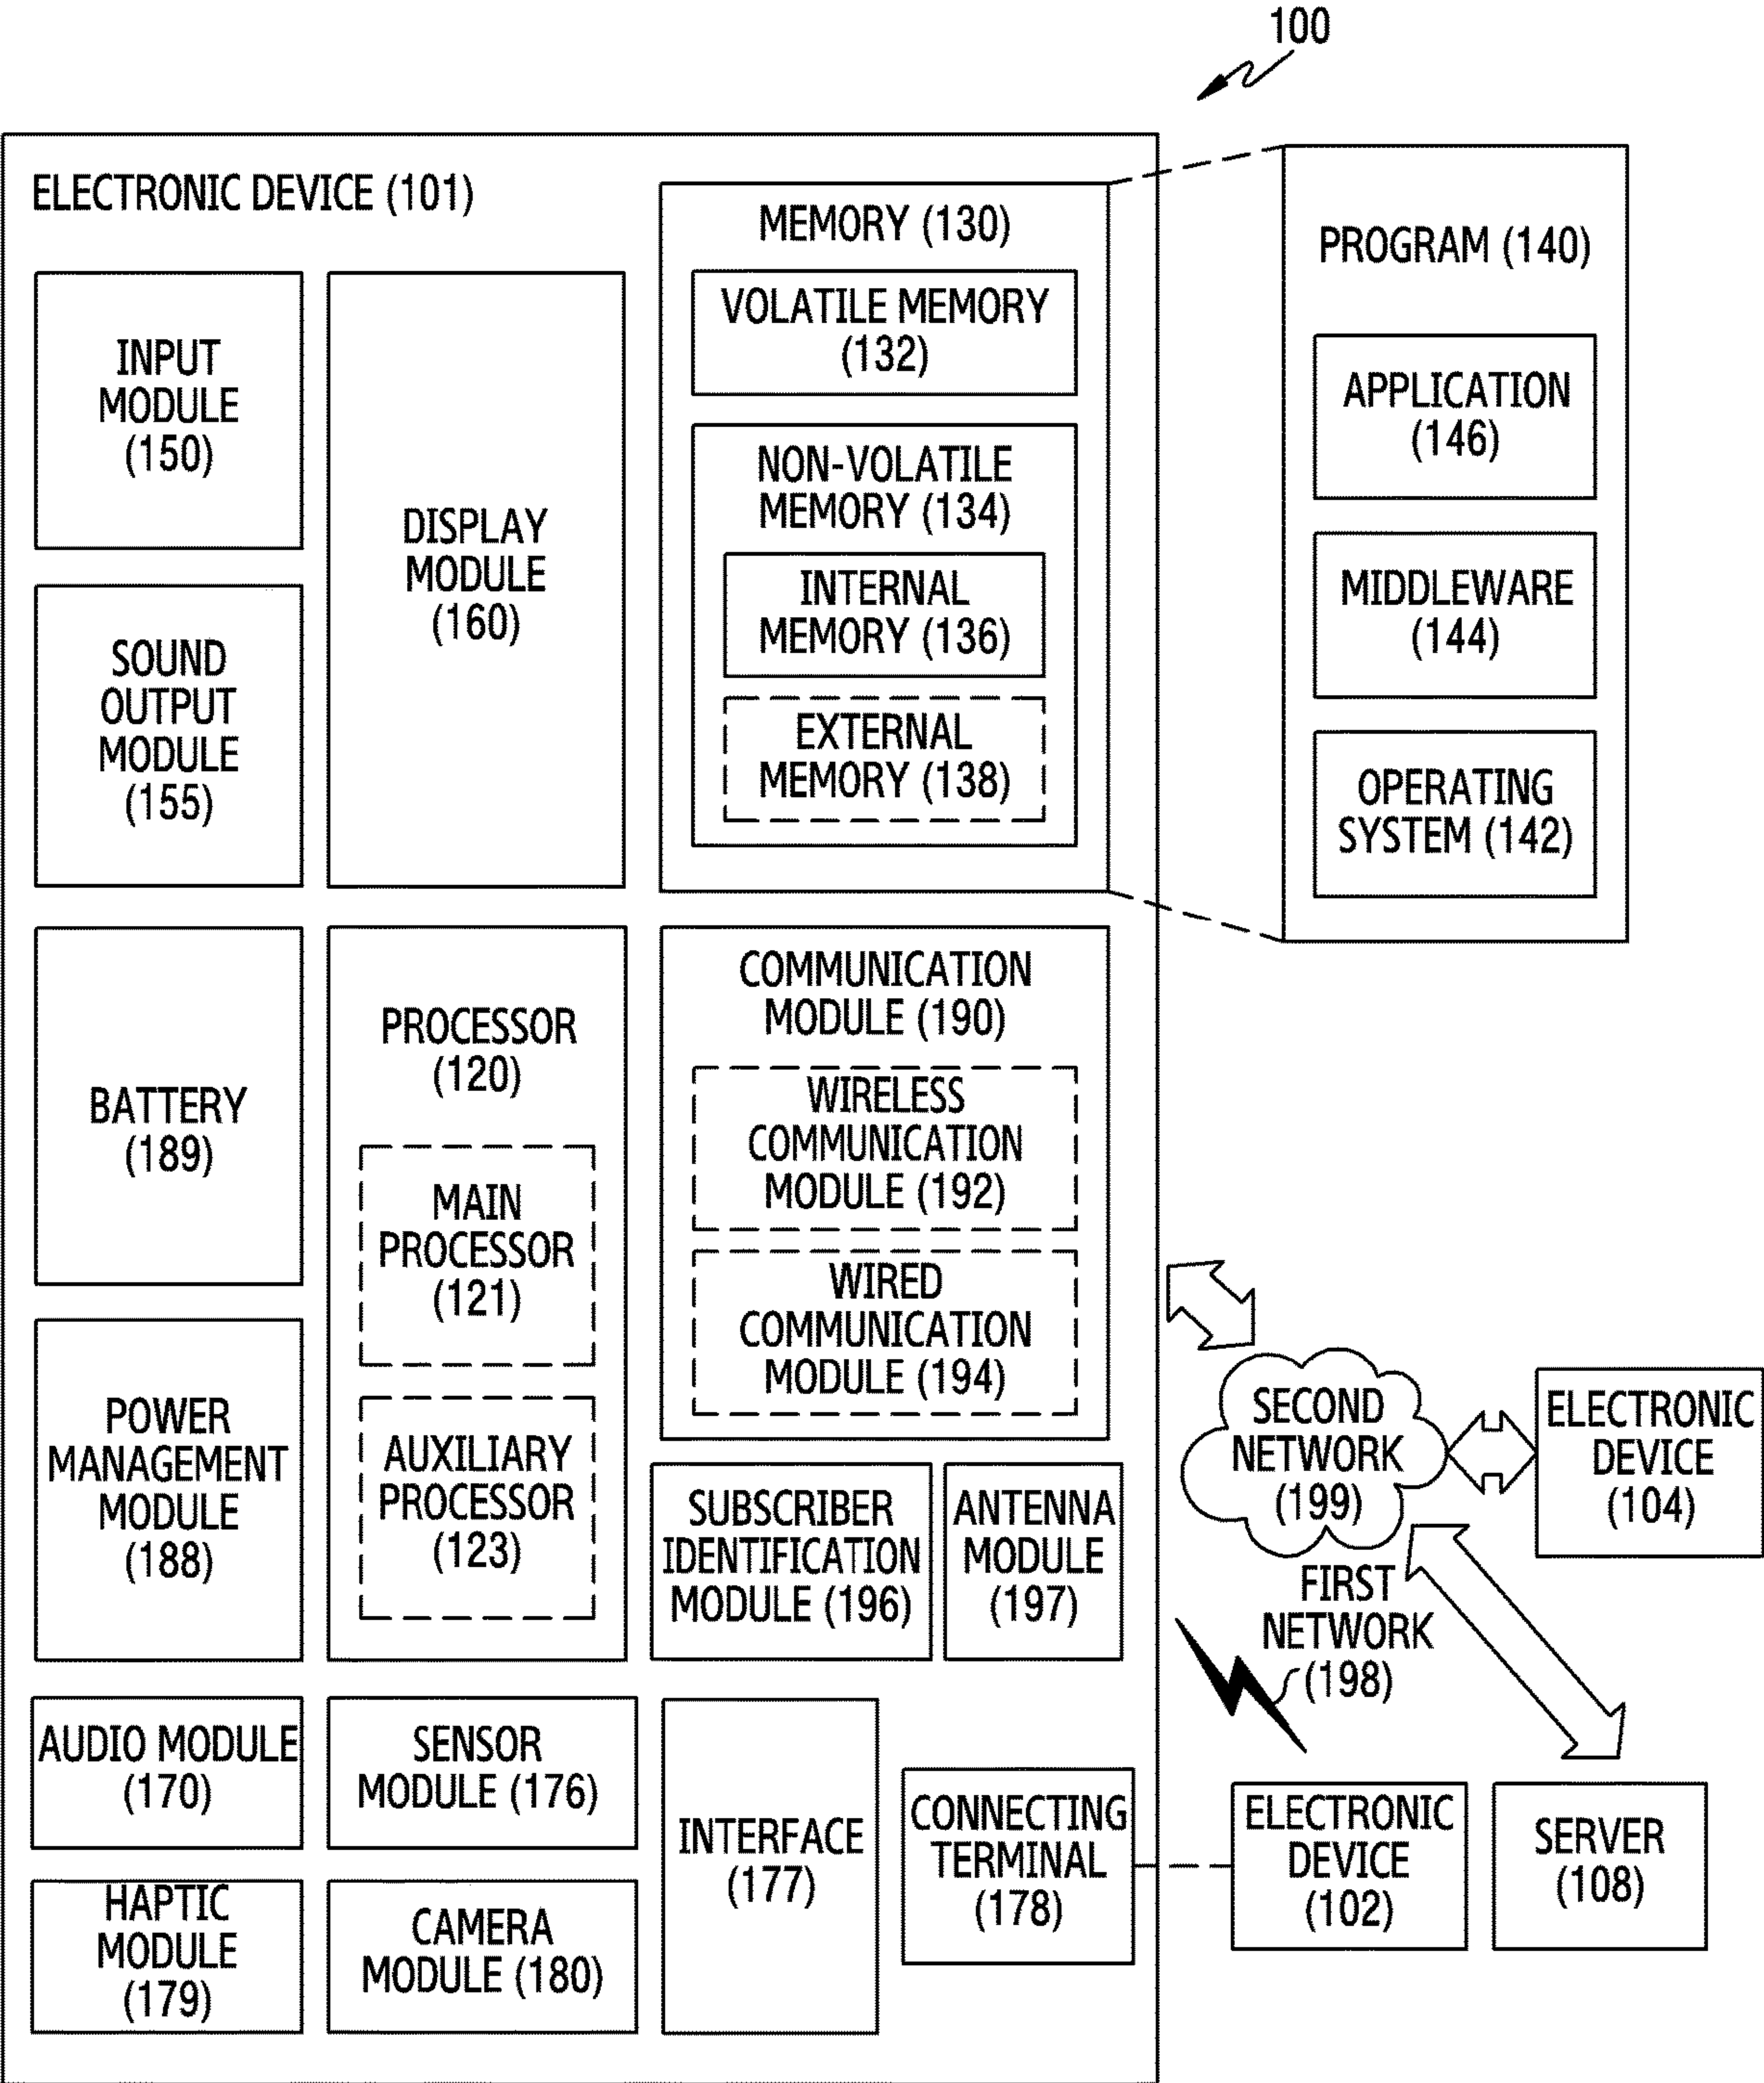 100
ELECTRONIC DEVICE (101)
INPUT
MODULE
(150)
SOUND
OUTPUT
MODULE
(155)
DISPLAY
MODULE
(160)
MEMORY (130)
VOLATILE MEMORY
(132)
NON-VOLATILE
MEMORY (134)
INTERNAL
MEMORY (136)
EXTERNAL
MEMORY (138)
PROGRAM (140)
APPLICATION
(146)
MIDDLEWARE
(144)
OPERATING
SYSTEM (142)
BATTERY
(189)
POWER
MANAGEMENT
MODULE
(188)
PROCESSOR
(120)
MAIN
PROCESSOR
(121)
AUXILIARY
PROCESSOR
(123)
COMMUNICATION
MODULE (190)
WIRELESS
COMMUNICATION
MODULE (192)
WIRED
COMMUNICATION
MODULE (194)
SUBSCRIBER
IDENTIFICATION
MODULE (196)
ANTENNA
MODULE
(197)
SECOND
NETWORK
(199)
ELECTRONIC
DEVICE
(104)
FIRST
NETWORK
(198)
AUDIO MODULE
(170)
SENSOR
MODULE (176)
HAPTIC
MODULE
(179)
CAMERA
MODULE (180)
INTERFACE
(177)
CONNECTING
TERMINAL
(178)
ELECTRONIC
DEVICE
(102)
SERVER
(108)